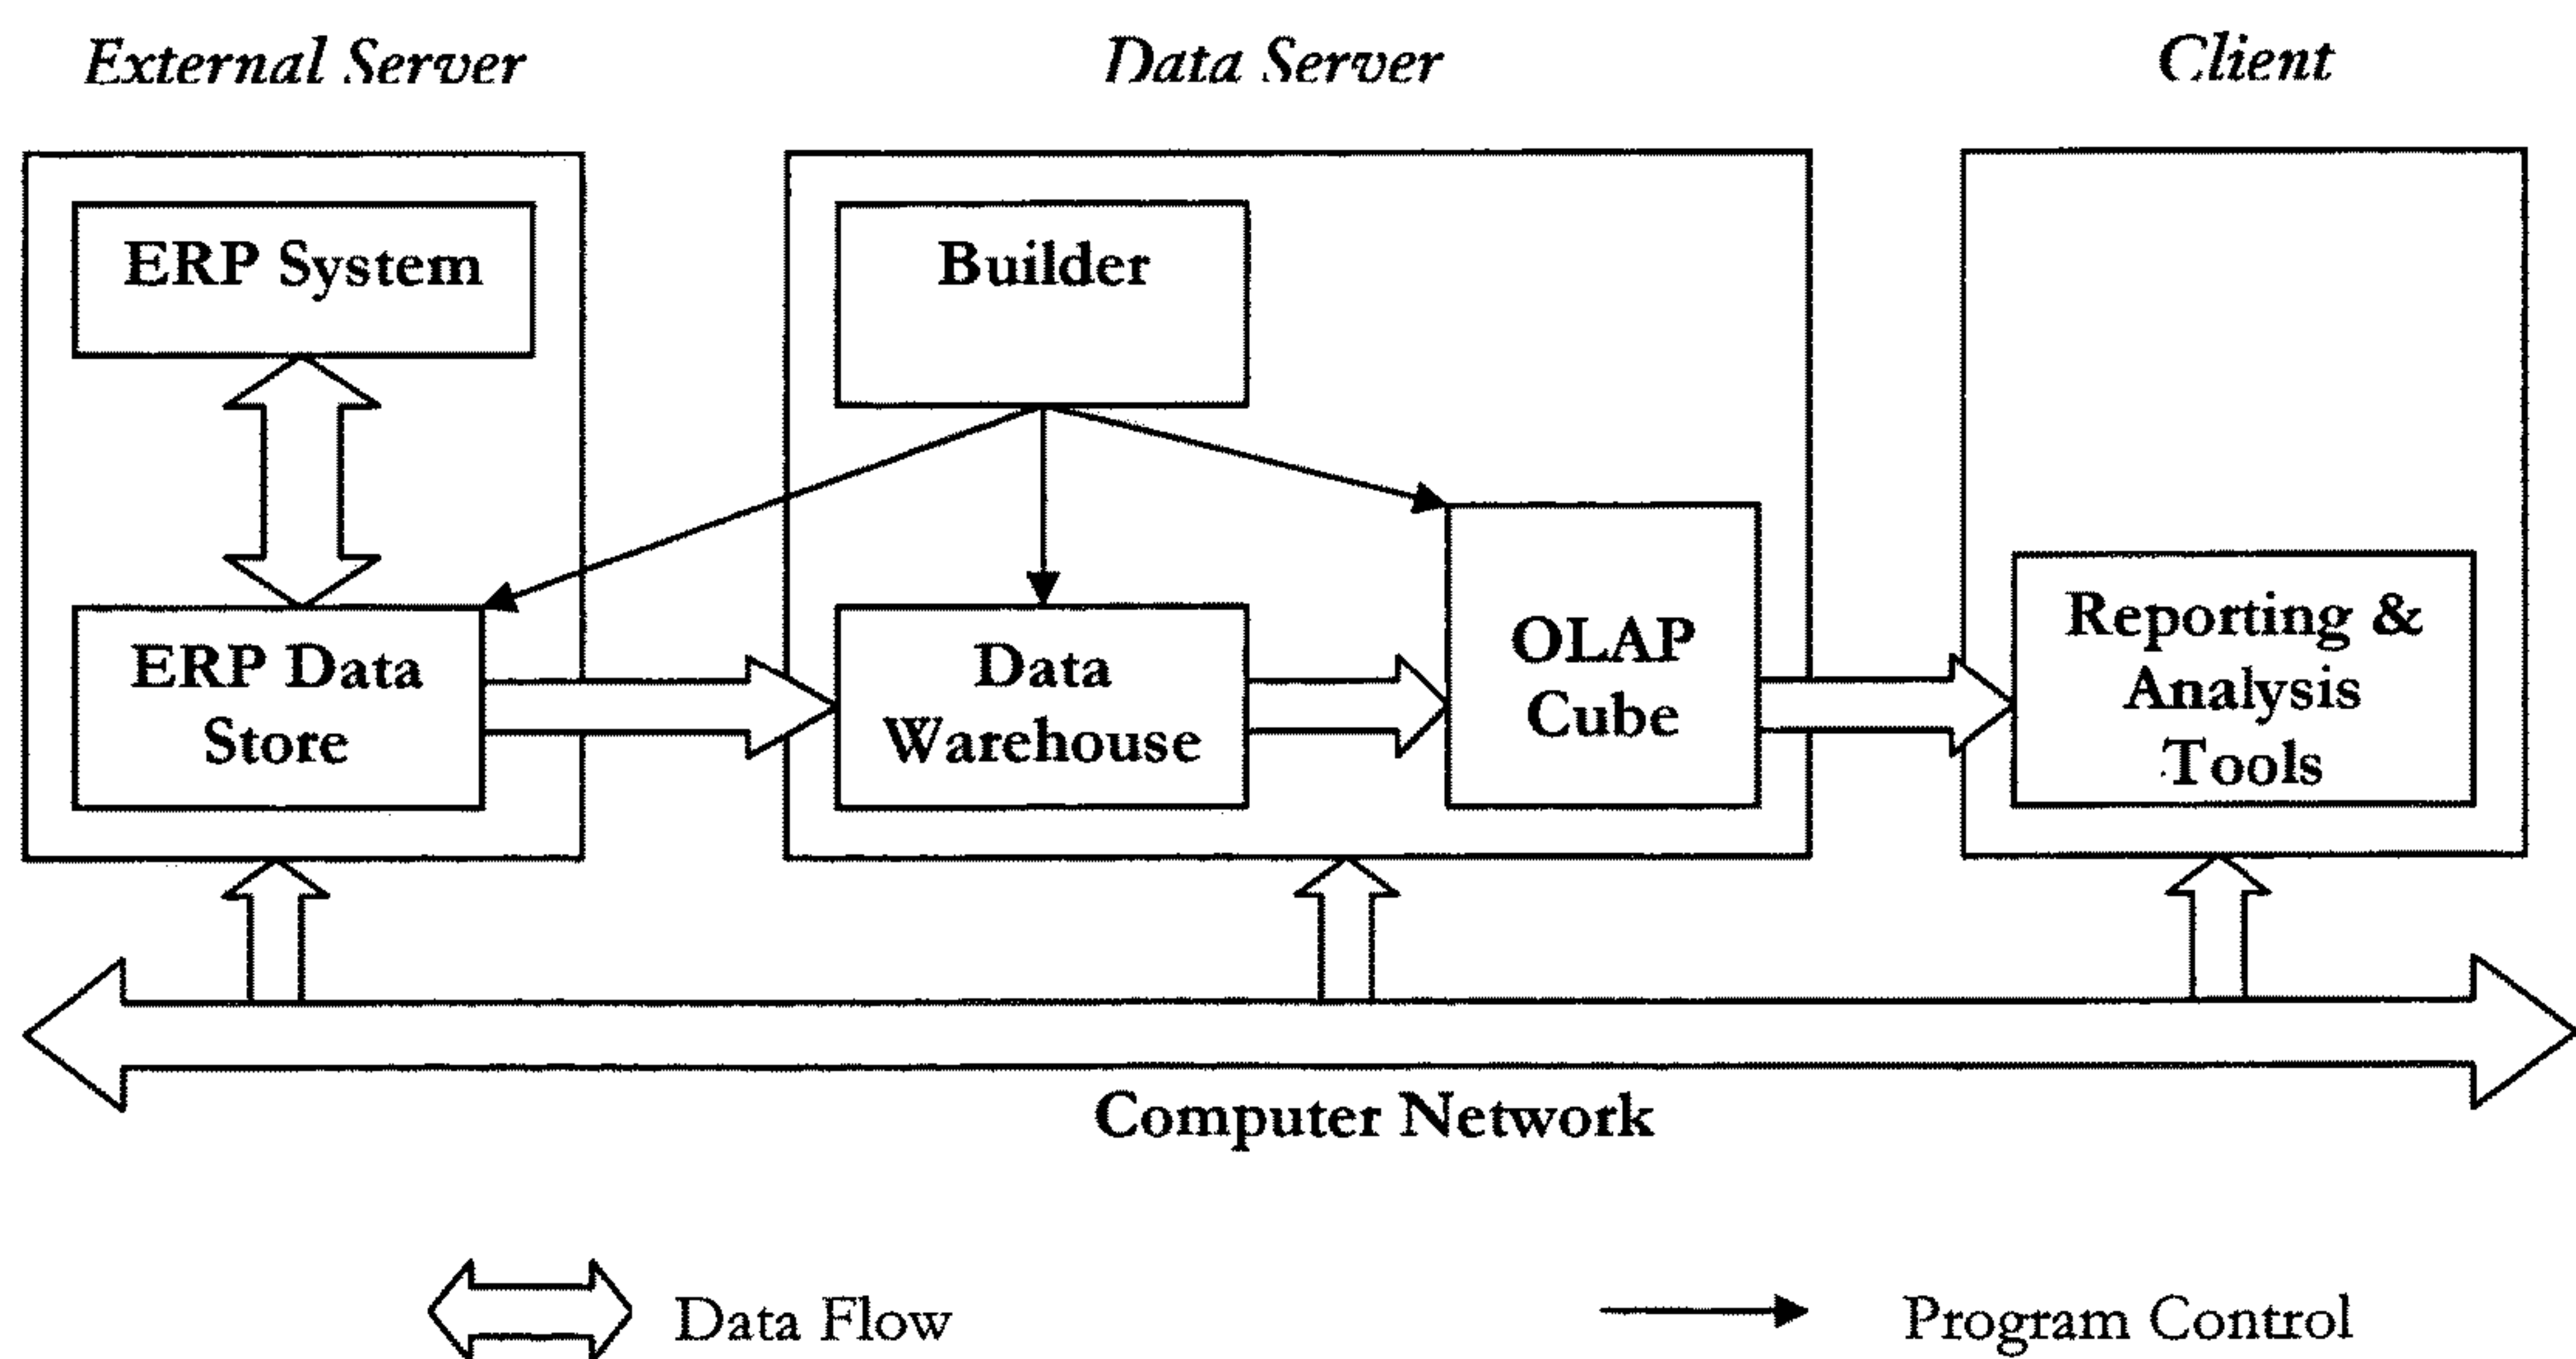 External Server
Data Server
Client
ERP System
Builder
ERP Data
Store
Data
Warehouse
OLAP
Cube
Reporting &
Analysis
Tools
Computer Network
Data Flow
Program Control